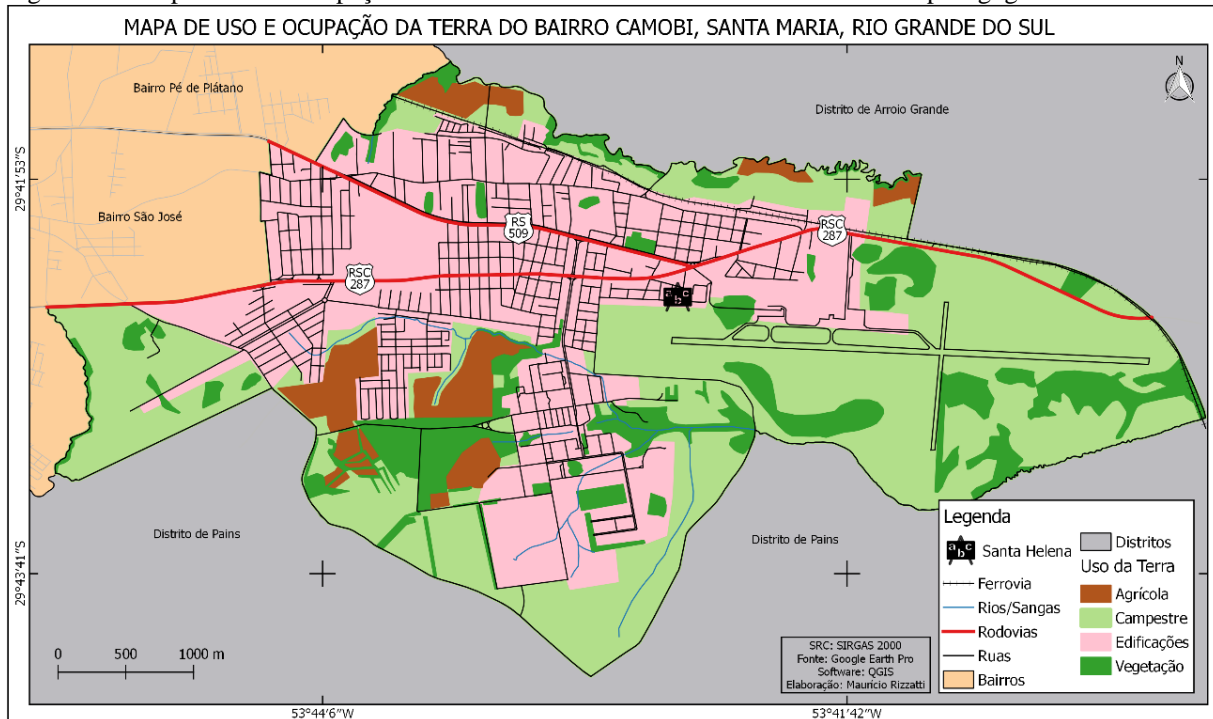 MAPA DE USO E OCUPAÇÃO DA TERRA DO BAIRRO CAMOBI, SANTA MARIA, RIO GRANDE DO SUL
Bairro Pé de Plátano
Distrito de Arroio Grande
N
29°41'53"S
Bairro São José
RS
509
RSC
287
RSC
287
a b c
Distrito de Pains
Distrito de Pains
29°43'41"S
0 500 1000 m
53°44'6"W
53°41'42"W
SRC: SIRGAS 2000
Fonte: Google Earth Pro
Software: QGIS
Elaboração: Maurício Rizzatti
Legenda
a b c
Santa Helena
Ferrovia
Rios/Sangas
Rodovias
Ruas
Bairros
Distritos
Uso da Terra
Agrícola
Campestre
Edificações
Vegetação